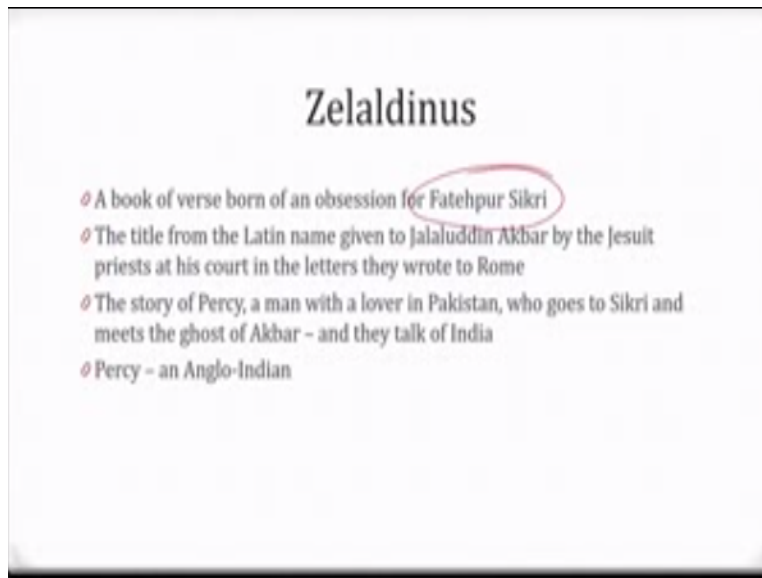 Zelaldinus
A book of verse born of an obsession for Fatehpur Sikri
The title from the Latin name given to Jalaluddin Akbar by the Jesuit
priests at his court in the letters they wrote to Rome
The story of Percy, a man with a lover in Pakistan, who goes to Sikri and
meets the ghost of Akbar – and they talk of India
Percy – an Anglo-Indian